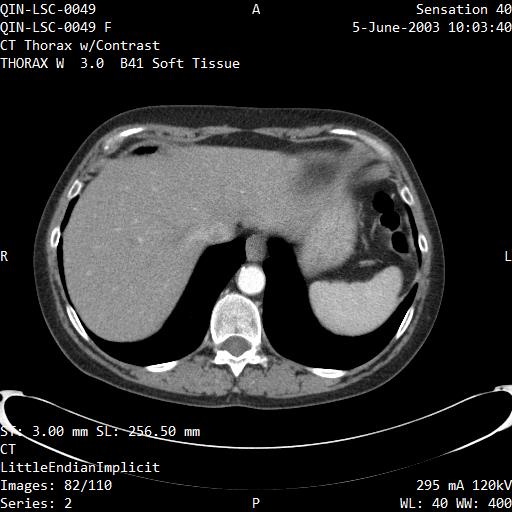 QIN-LSC-0049
A
Sensation 40
QIN-LSC-0049 F
5-June-2003 10:03:40
CT Thorax w/Contrast
THORAX W 3.0 B41 Soft Tissue
R
L
ST: 3.00 mm SL: 256.50 mm
CT
LittleEndianImplicit
Images: 82/110
295 mA 120kV
Series: 2
P
WL: 40 WW: 400